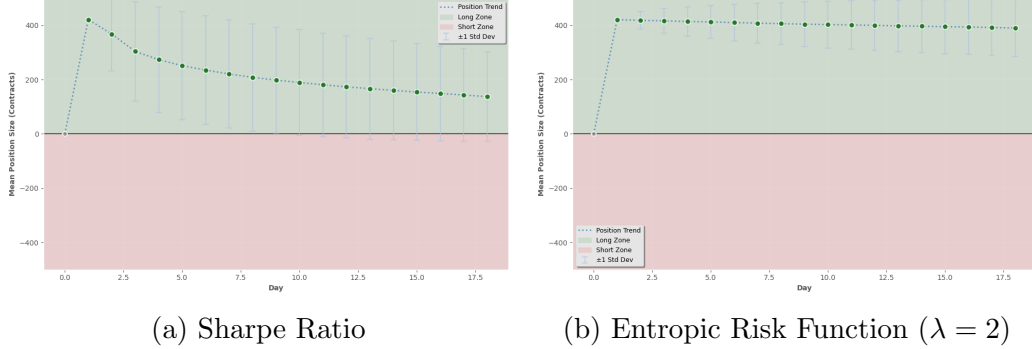 Position Trend
Long Zone
Short Zone
±1 Std Dev
Mean Position Size (Contracts)
400
200
0
−200
−400
0.0
2.5
5.0
7.5
10.0
12.5
15.0
17.5
Day
(a) Sharpe Ratio
Mean Position Size (Contracts)
400
200
0
−200
−400
Position Trend
Long Zone
Short Zone
±1 Std Dev
0.0
2.5
5.0
7.5
10.0
12.5
15.0
17.5
Day
(b) Entropic Risk Function (λ = 2)